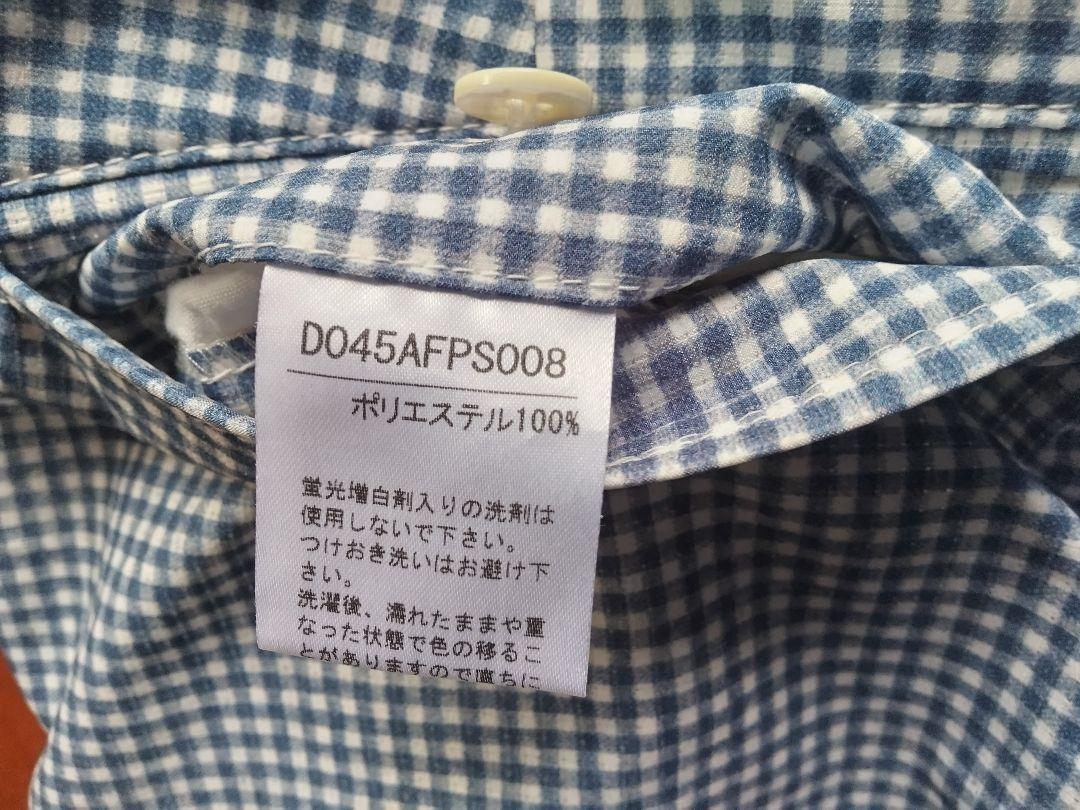 D045AFPS008
ポリエステル100%
蛍光増白剤入りの洗剤は
使用しないで下さい。
つけおき洗いはお避け下
さい。
洗濯後、濡れたままや重
なった状態で色の移るこ
とがありますので直ちに